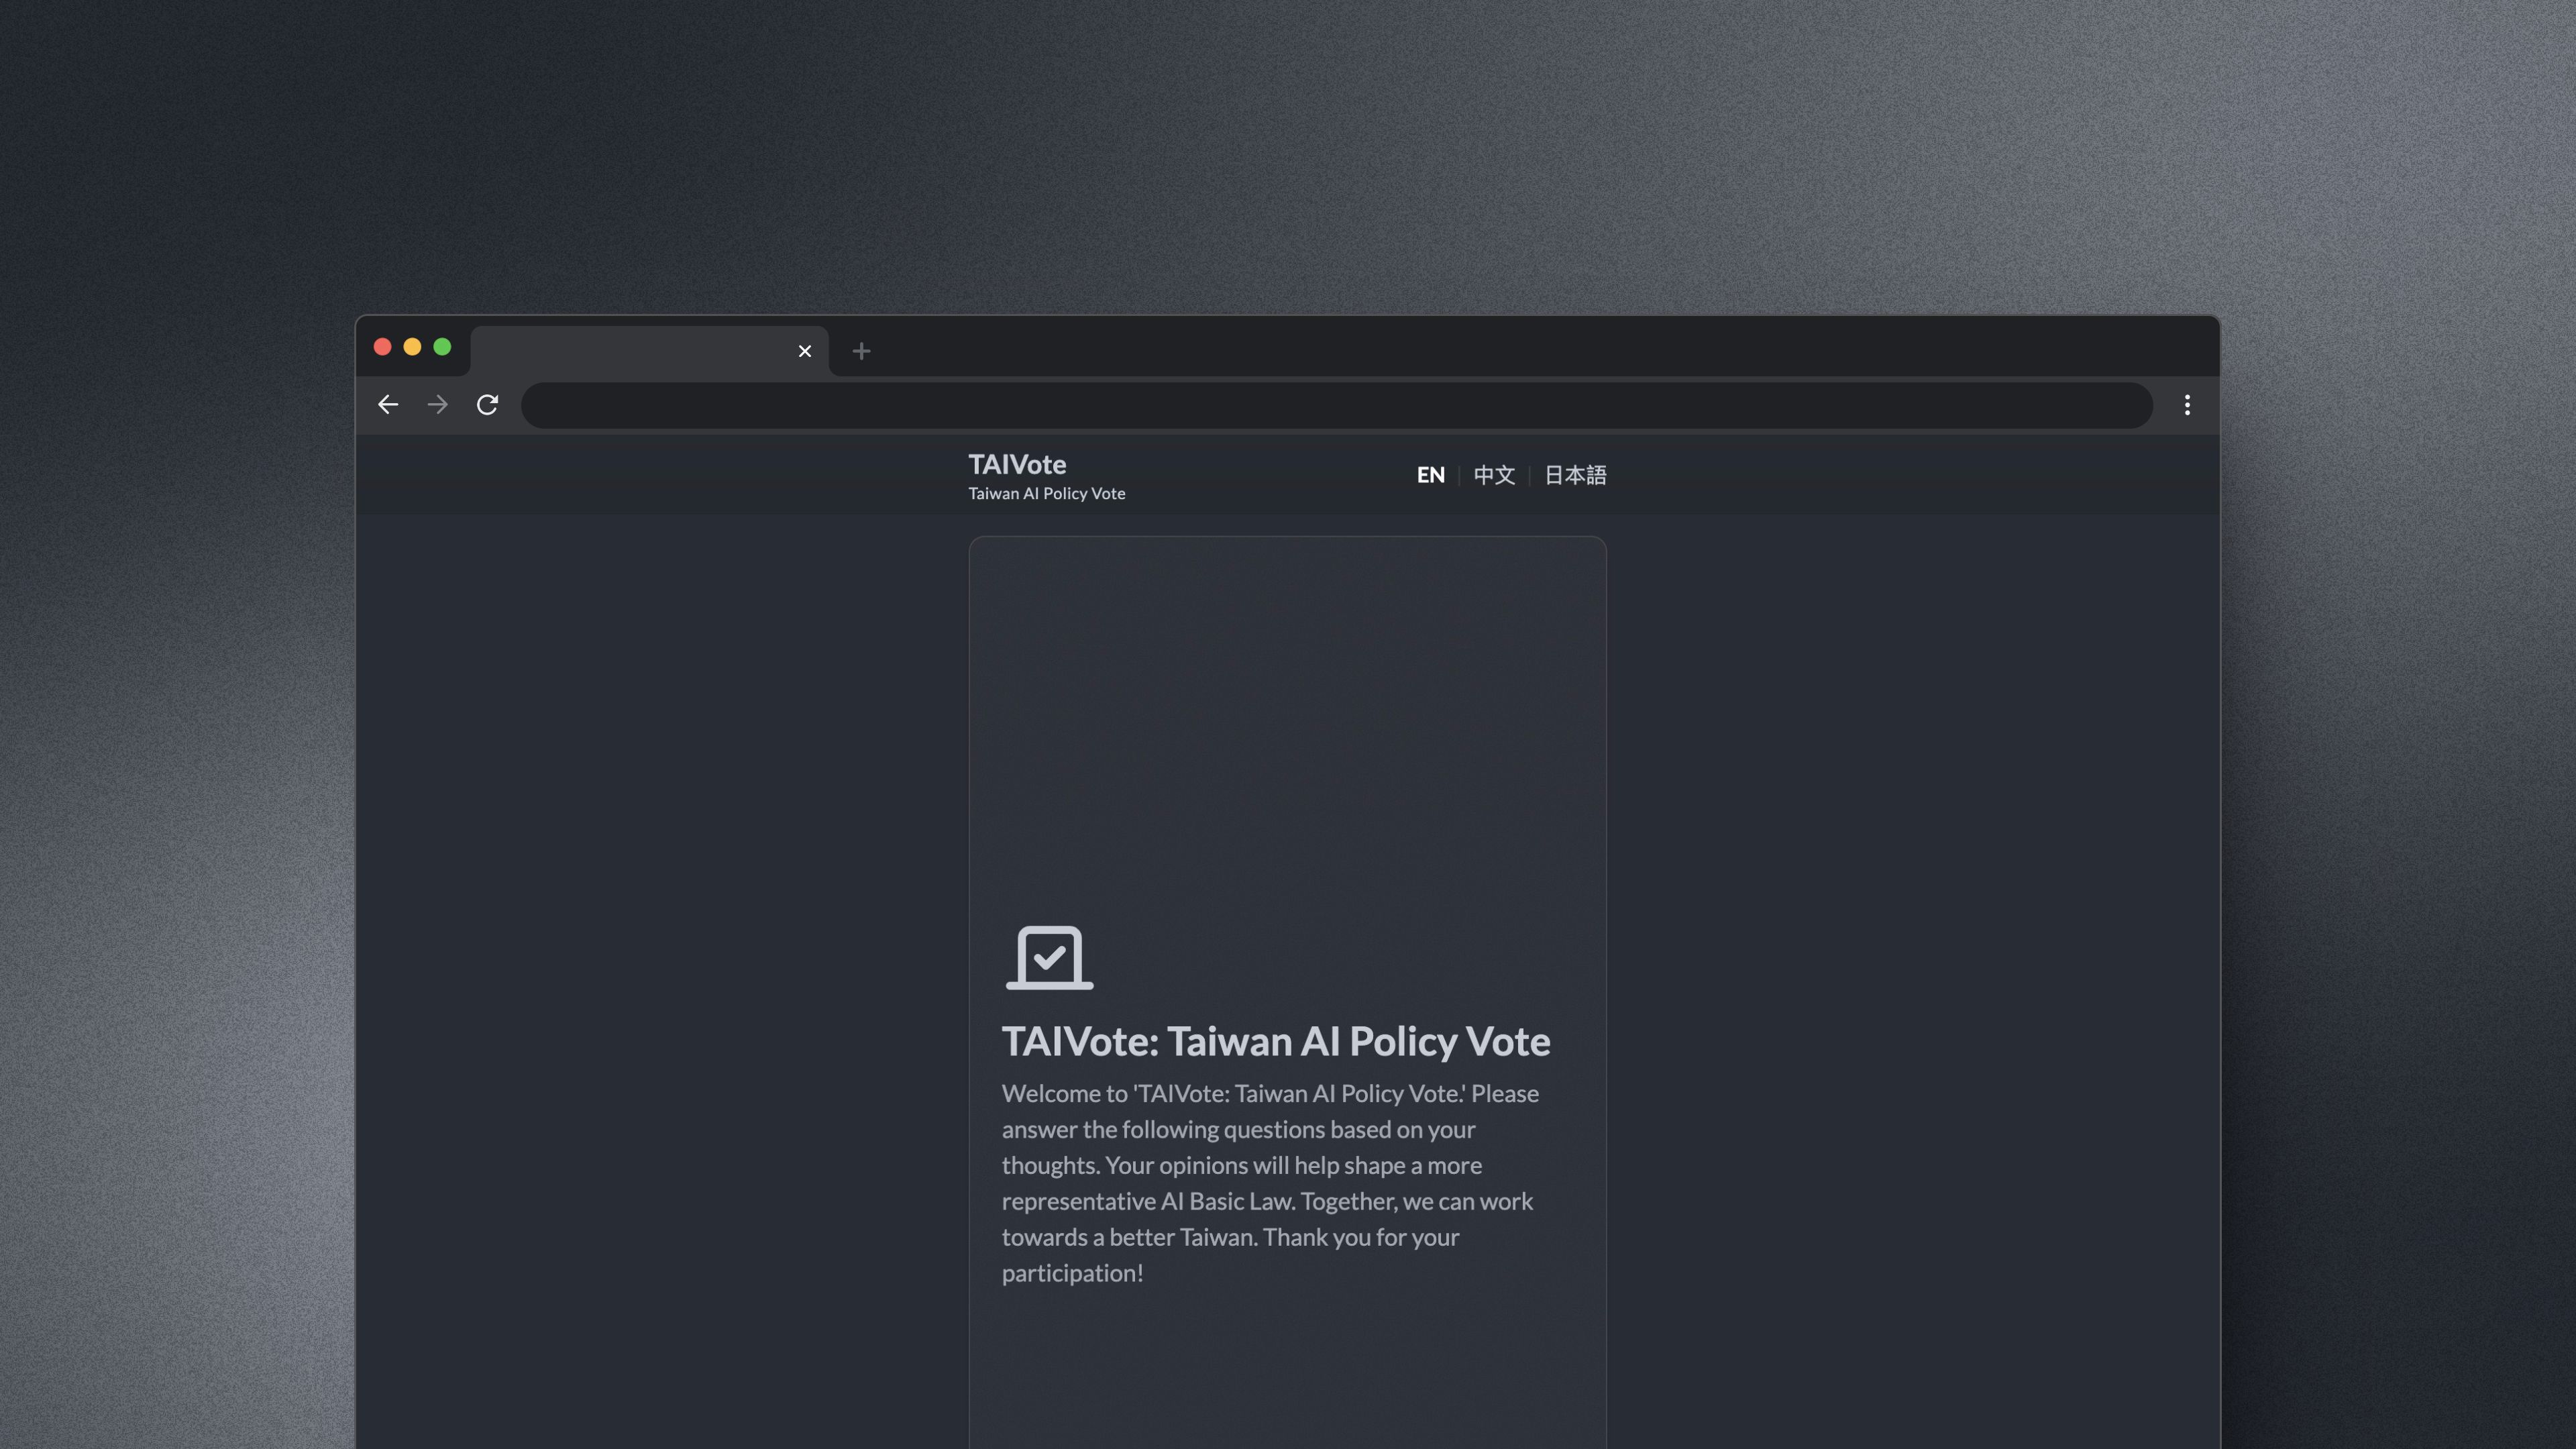 TAIVote
Taiwan AI Policy Vote
EN | 中文 | 日本語
TAIVote: Taiwan AI Policy Vote
Welcome to 'TAIVote: Taiwan AI Policy Vote.' Please
answer the following questions based on your
thoughts. Your opinions will help shape a more
representative AI Basic Law. Together, we can work
towards a better Taiwan. Thank you for your
participation!